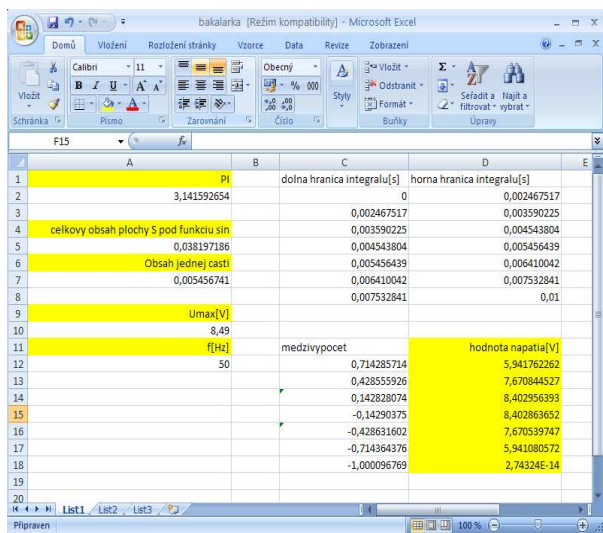 bakalarka [Režim kompatibility] - Microsoft Excel
Domů Vložení Rozložení stránky Vzorce Data Revize Zobrazení
Vložit
Calibri 11
B I U A A
Schránka Písmo Zarovnání
Obecný
% 000
Číslo
Styly
Vložit
Odstranit
Formát
Buňky
Σ
Seřadit a filtrovat
Najít a vybrat
Úpravy
F15 fx
A B C D E
1 PI dolna hranica integralu[s] horna hranica integralu[s]
2 3,141592654 0 0,002467517
3 0,002467517 0,003590225
4 celkovy obsah plochy S pod funkciu sin 0,003590225 0,004543804
5 0,038197186 0,004543804 0,005456439
6 Obsah jednej casti 0,005456439 0,006410042
7 0,005456741 0,006410042 0,007532841
8 0,007532841 0,01
9 Umax[V]
10 8,49
11 f[Hz] medzivypocet hodnota napatia[V]
12 50 0,714285714 5,941762262
13 0,428555926 7,670844527
14 0,142828074 8,402956393
15 -0,14290375 8,402863652
16 -0,428631602 7,670539747
17 -0,714364376 5,941080572
18 -1,000096769 2,74324E-14
19
20
List1 List2 List3
Připraven 100 %